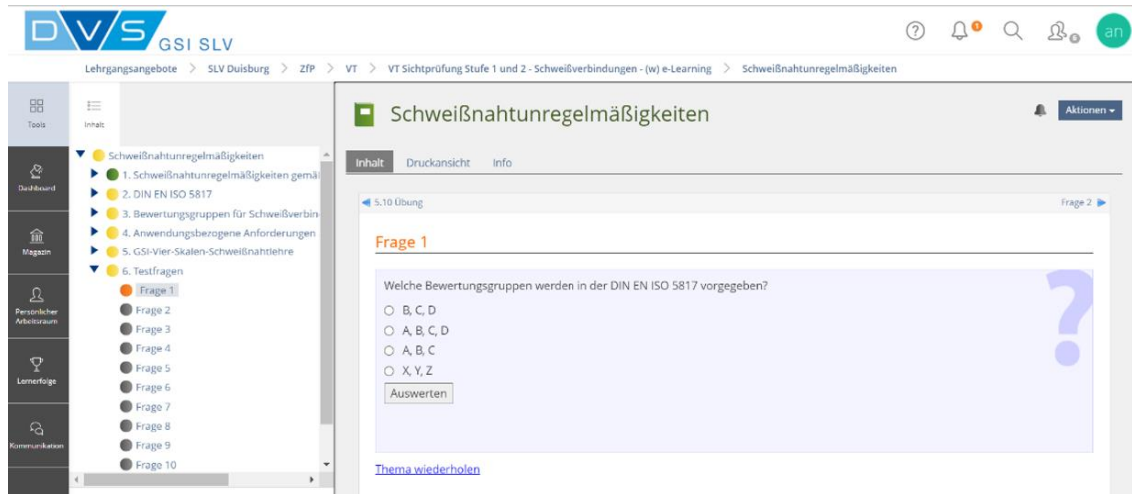 DVS
GSI SLV
1
0
an
Lehrgangsangebote > SLV Duisburg > ZfP > VT > VT Sichtprüfung Stufe 1 und 2 - Schweißverbindungen - (w) e-Learning > Schweißnahtunregelmäßigkeiten
Tools
Dashboard
Magazin
Persönlicher
Arbeitsraum
Lernerfolge
Kommunikation
Inhalt
Schweißnahtunregelmäßigkeiten
1. Schweißnahtunregelmäßigkeiten gemäß
2. DIN EN ISO 5817
3. Bewertungsgruppen für Schweißverbin
4. Anwendungsbezogene Anforderungen
5. GSI-Vier-Skalen-Schweißnahtlehre
6. Testfragen
Frage 1
Frage 2
Frage 3
Frage 4
Frage 5
Frage 6
Frage 7
Frage 8
Frage 9
Frage 10
Schweißnahtunregelmäßigkeiten
Aktionen
Inhalt Druckansicht Info
5.10 Übung
Frage 2
Frage 1
Welche Bewertungsgruppen werden in der DIN EN ISO 5817 vorgegeben?
B, C, D
A, B, C, D
A, B, C
X, Y, Z
Auswerten
?
Thema wiederholen